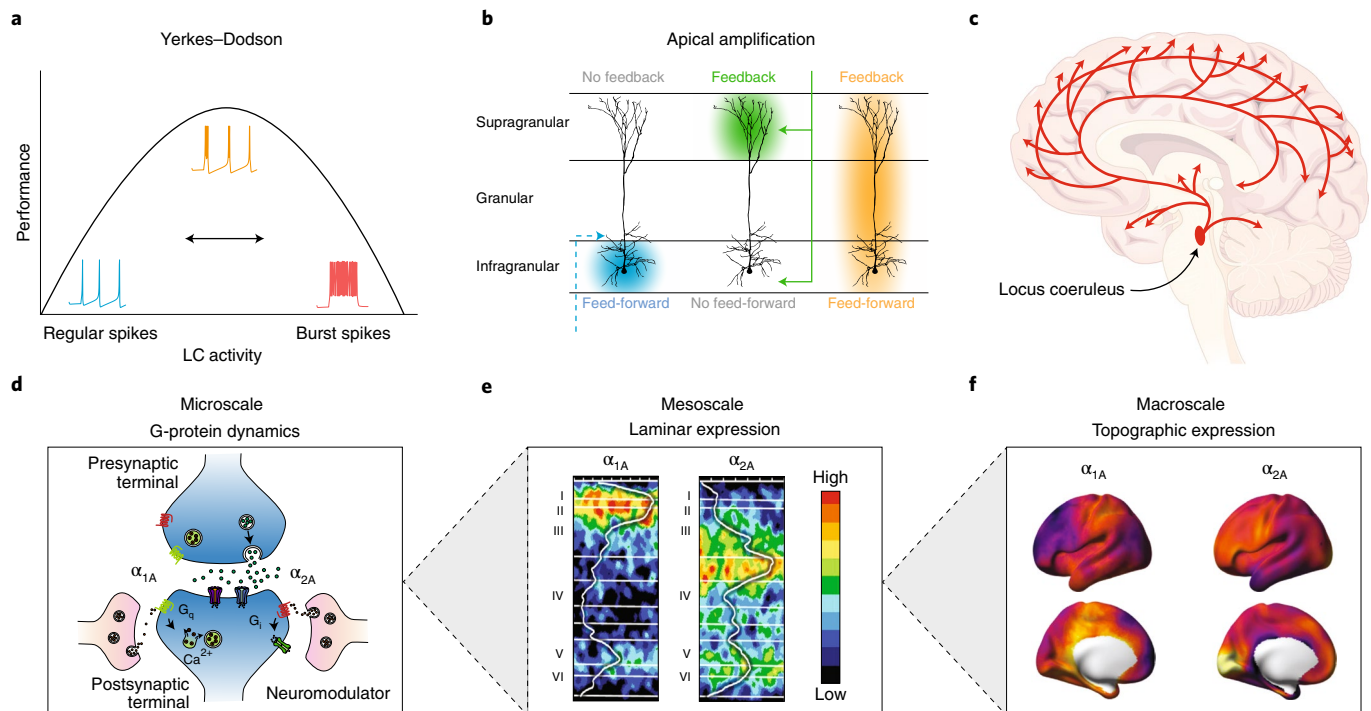 a
Yerkes–Dodson
Performance
Regular spikes
Burst spikes
LC activity
b
Apical amplification
No feedback
Feedback
Feedback
Supragranular
Granular
Infragranular
Feed-forward
No feed-forward
Feed-forward
c
Locus coeruleus
d
Microscale
G-protein dynamics
Presynaptic
terminal
α1A
α2A
Gq
Gi
Ca2+
Postsynaptic
terminal
Neuromodulator
e
Mesoscale
Laminar expression
α1A
α2A
I
II
III
IV
V
VI
I
II
III
IV
V
VI
High
Low
f
Macroscale
Topographic expression
α1A
α2A